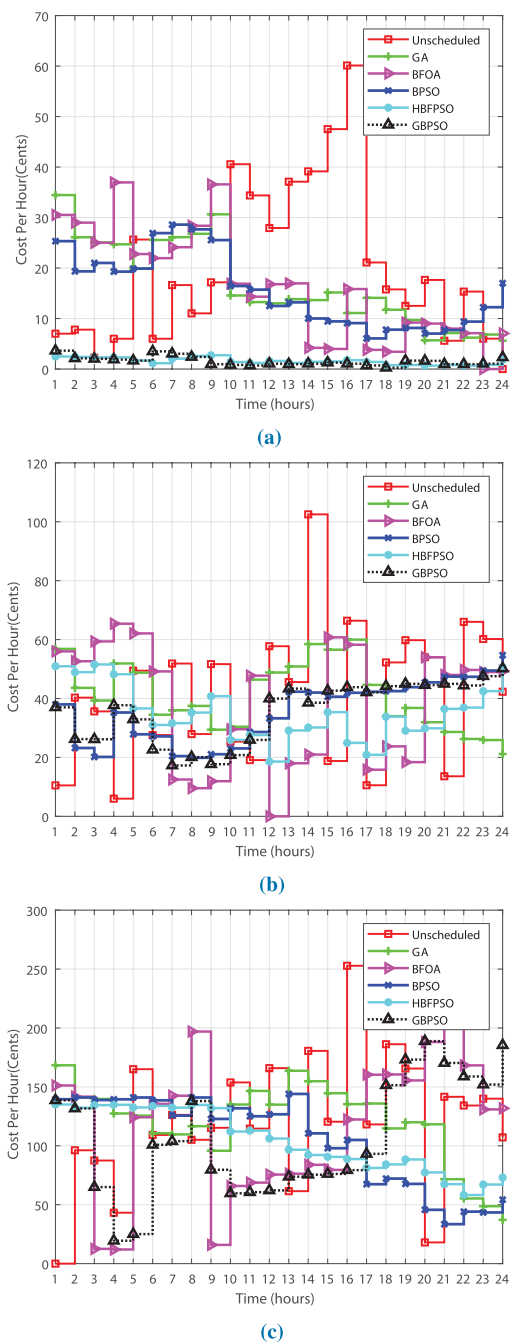 70
60
50
40
30
20
10
0
Cost Per Hour(Cents)
Unscheduled
GA
BFOA
BPSO
HBFPSO
GBPSO
1 2 3 4 5 6 7 8 9 10 11 12 13 14 15 16 17 18 19 20 21 22 23 24
Time (hours)
(a)
120
100
80
60
40
20
0
Cost Per Hour(Cents)
Unscheduled
GA
BFOA
BPSO
HBFPSO
GBPSO
1 2 3 4 5 6 7 8 9 10 11 12 13 14 15 16 17 18 19 20 21 22 23 24
Time (hours)
(b)
300
250
200
150
100
50
0
Cost Per Hour(Cents)
Unscheduled
GA
BFOA
BPSO
HBFPSO
GBPSO
1 2 3 4 5 6 7 8 9 10 11 12 13 14 15 16 17 18 19 20 21 22 23 24
Time (hours)
(c)